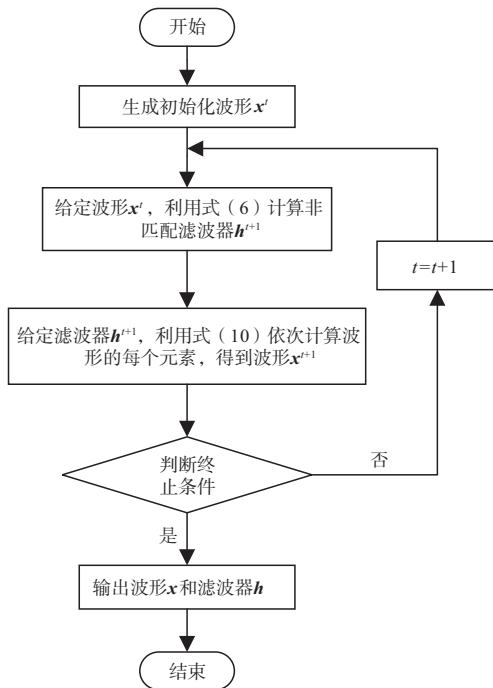 开始
生成初始化波形x^t
给定波形x^t，利用式（6）计算非
匹配滤波器h^{t+1}
t=t+1
给定滤波器h^{t+1}，利用式（10）依次计算波
形的每个元素，得到波形x^{t+1}
判断终
止条件
否
是
输出波形x和滤波器h
结束